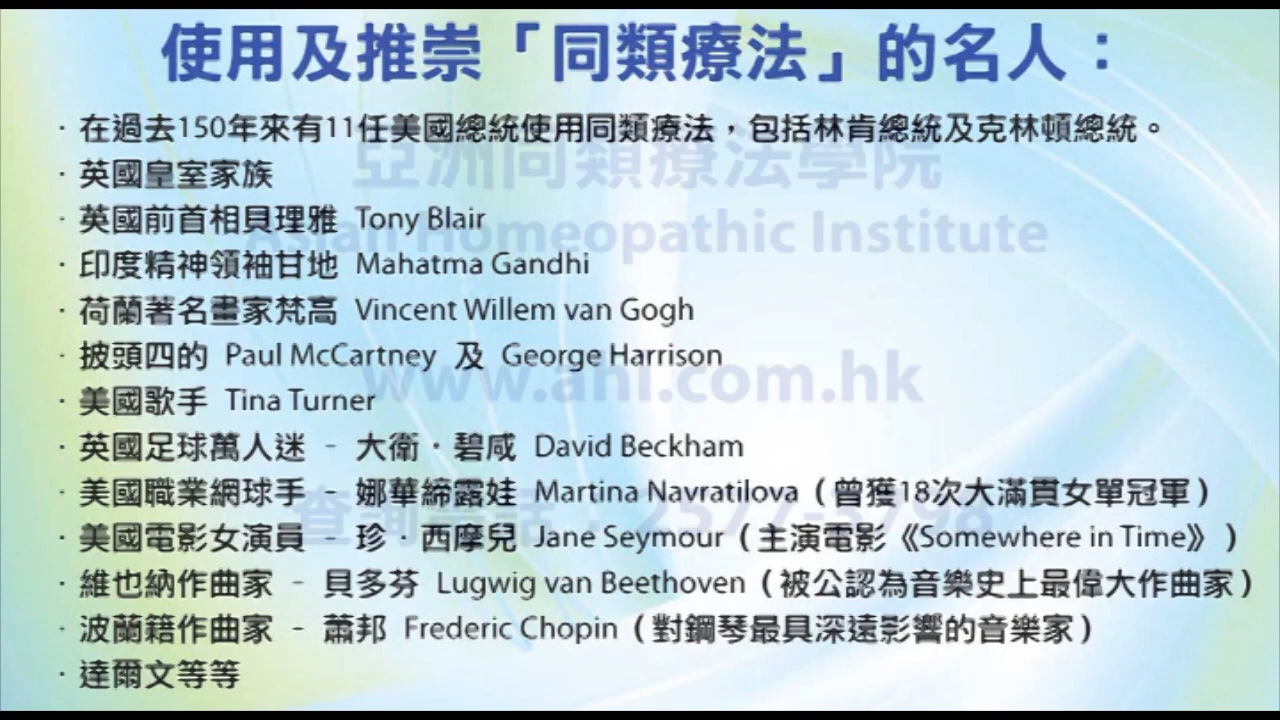 使用及推崇「同類療法」的名人：
· 在過去150年來有11任美國總統使用同類療法，包括林肯總統及克林頓總統。
亞洲同類療法學院
· 英國皇室家族
· 英國前首相貝理雅 Tony Blair
Asian Homeopathic Institute
· 印度精神領袖甘地 Mahatma Gandhi
· 荷蘭著名畫家梵高 Vincent Willem van Gogh
· 披頭四的 Paul McCartney 及 George Harrison
www.ahi.com.hk
· 美國歌手 Tina Turner
· 英國足球萬人迷 - 大衛·碧咸 David Beckham
· 美國職業網球手 - 娜華締露娃 Martina Navratilova（曾獲18次大滿貫女單冠軍）
查詢電話：2577-3798
· 美國電影女演員 - 珍·西摩兒 Jane Seymour（主演電影《Somewhere in Time》）
· 維也納作曲家 - 貝多芬 Lugwig van Beethoven（被公認為音樂史上最偉大作曲家）
· 波蘭籍作曲家 - 蕭邦 Frederic Chopin（對鋼琴最具深遠影響的音樂家）
· 達爾文等等